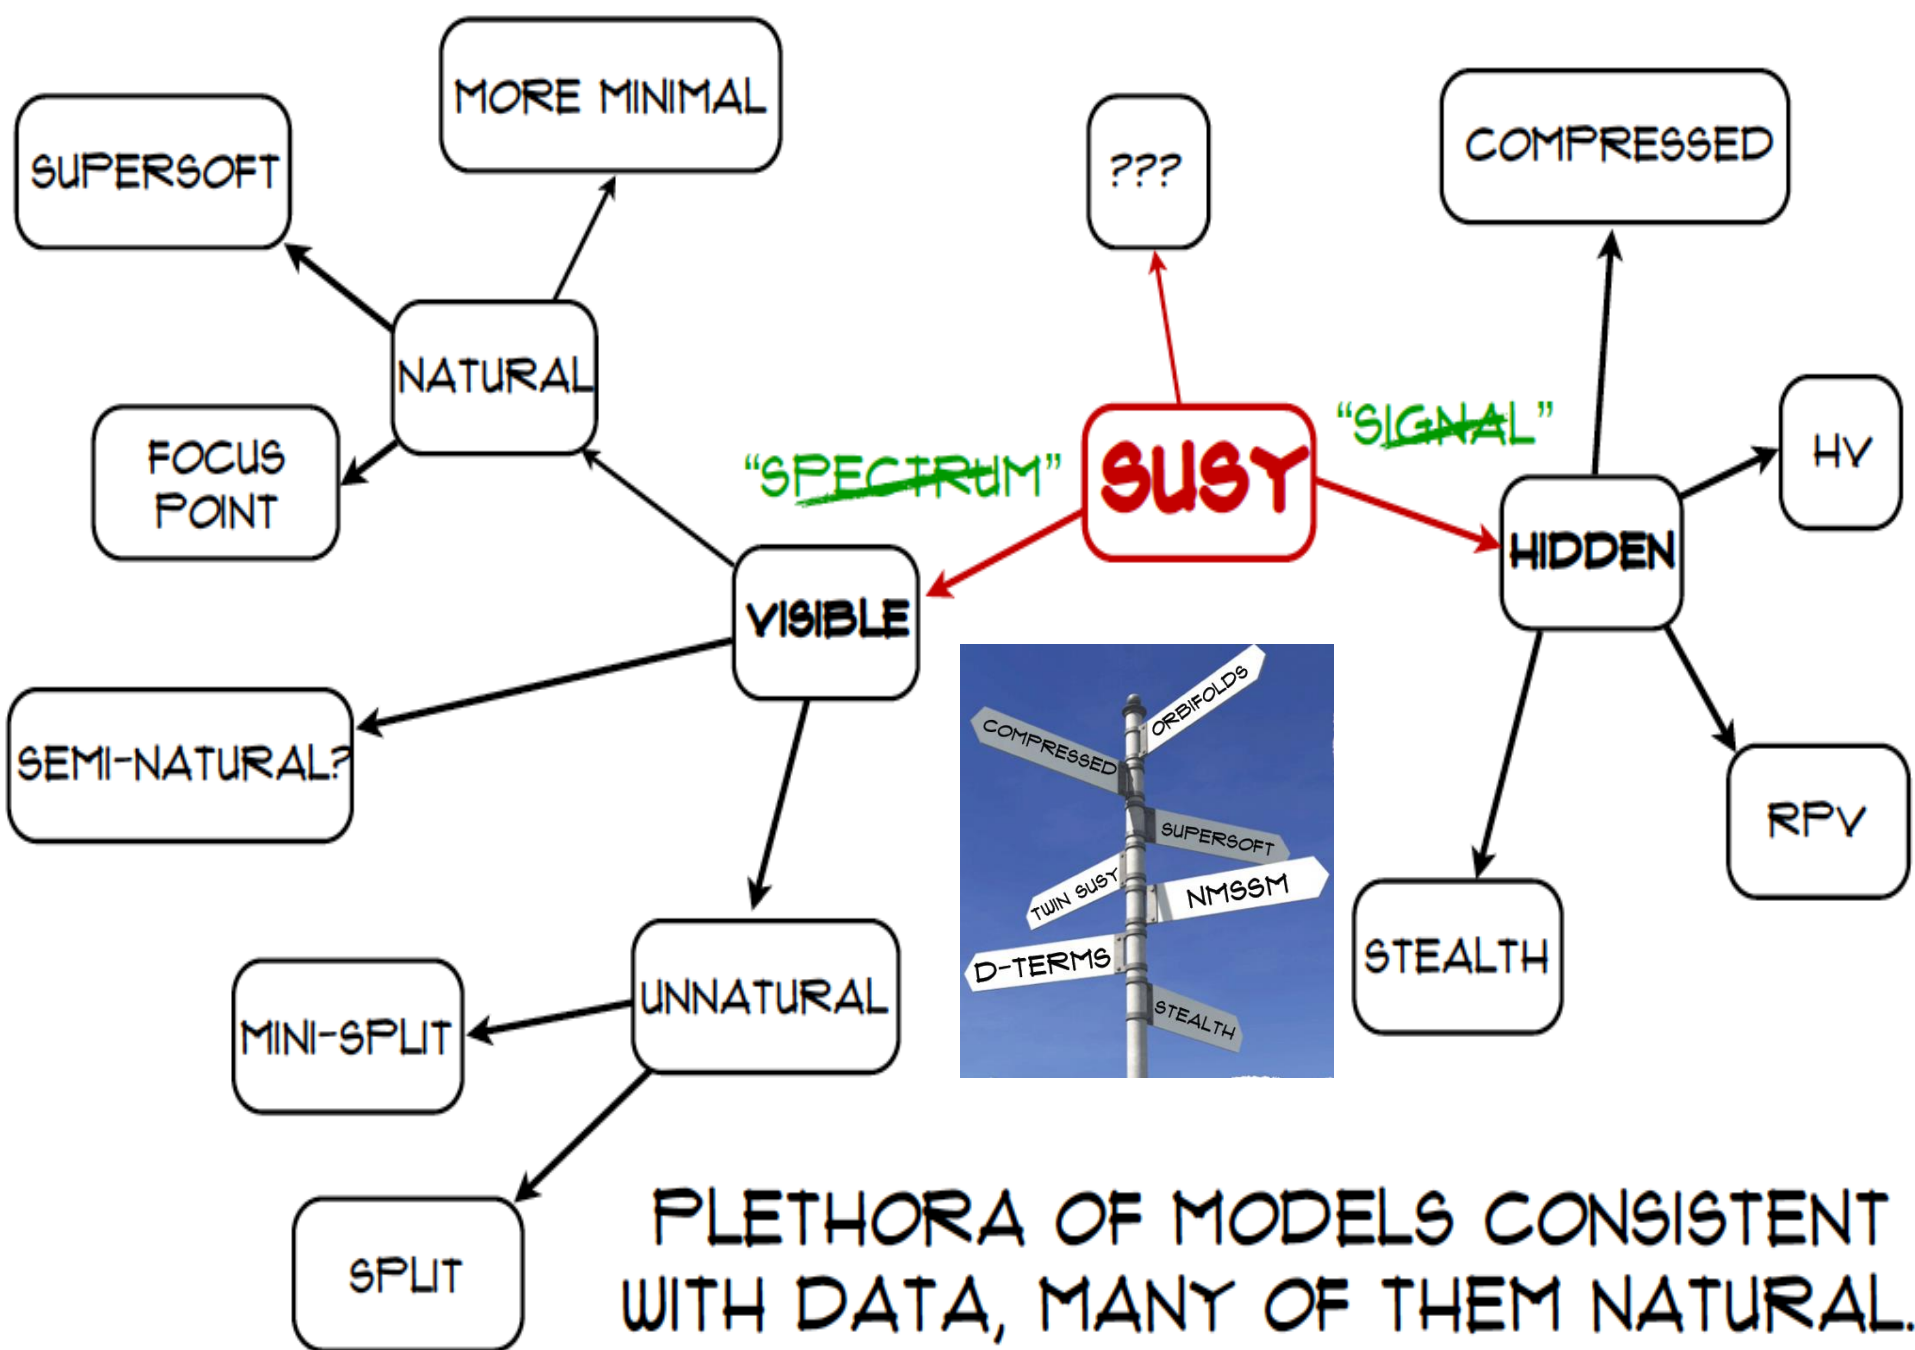 MORE MINIMAL
SUPERSOFT
???
COMPRESSED
NATURAL
FOCUS
POINT
"SPECTRUM"
SUSY
"SIGNAL"
HV
HIDDEN
VISIBLE
SEMI-NATURAL?
ORBIFOLDS
COMPRESSED
SUPERSOFT
TWIN SUSY
NMSSM
D-TERMS
STEALTH
RPV
STEALTH
UNNATURAL
MINI-SPLIT
SPLIT
PLETHORA OF MODELS CONSISTENT
WITH DATA, MANY OF THEM NATURAL.